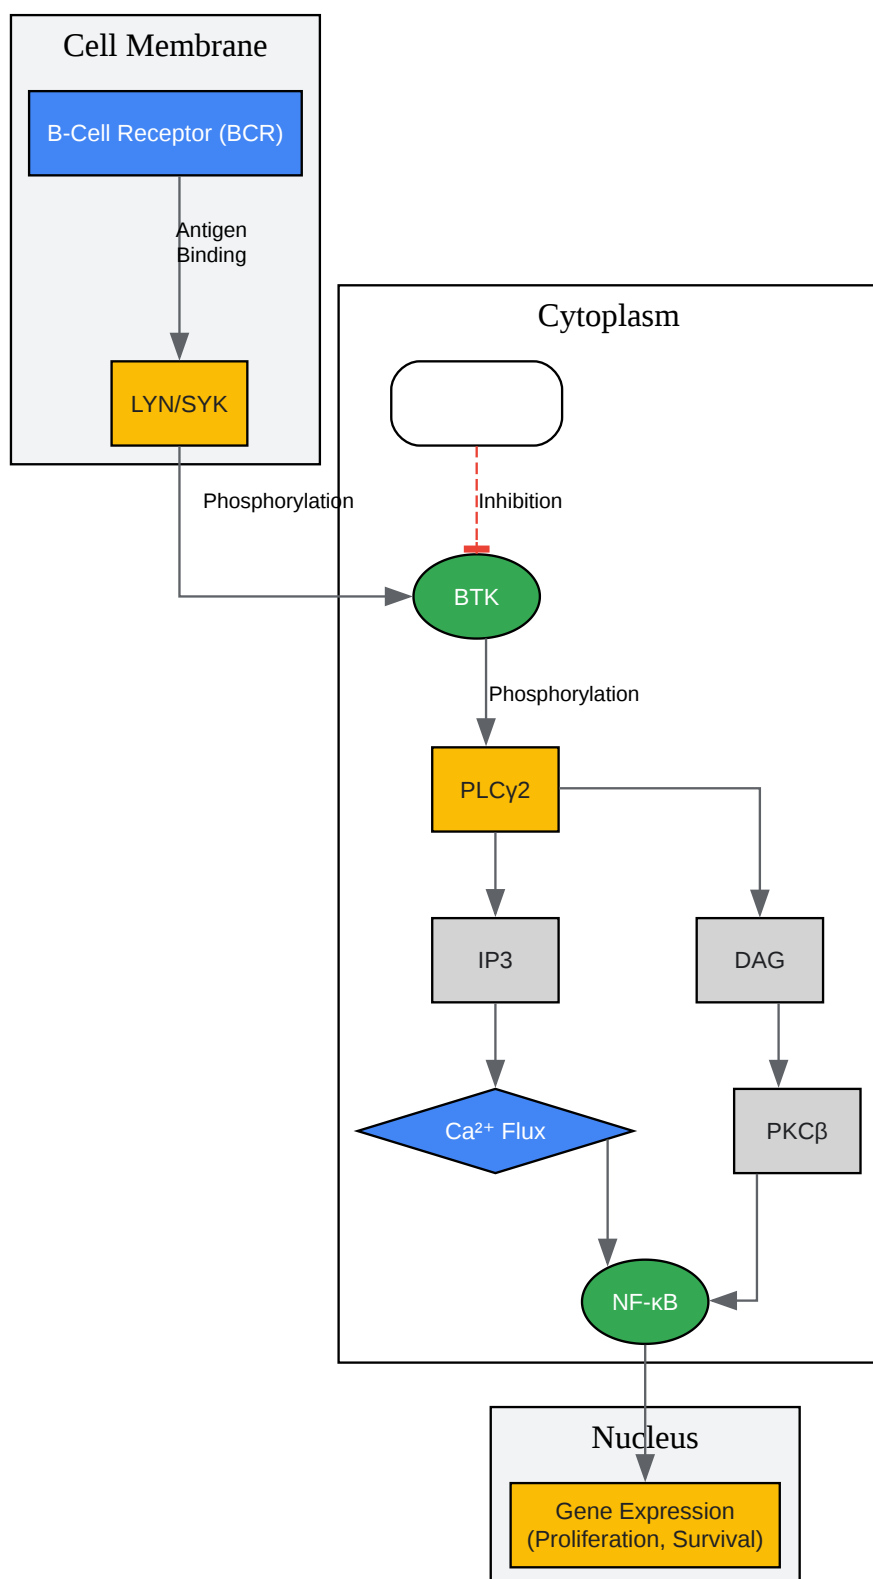 Cell Membrane
B-Cell Receptor (BCR)
Antigen
Binding
LYN/SYK
Phosphorylation
Cytoplasm
Inhibition
BTK
Phosphorylation
PLCγ2
IP3
DAG
Ca²⁺ Flux
PKCβ
NF-κB
Nucleus
Gene Expression
(Proliferation, Survival)